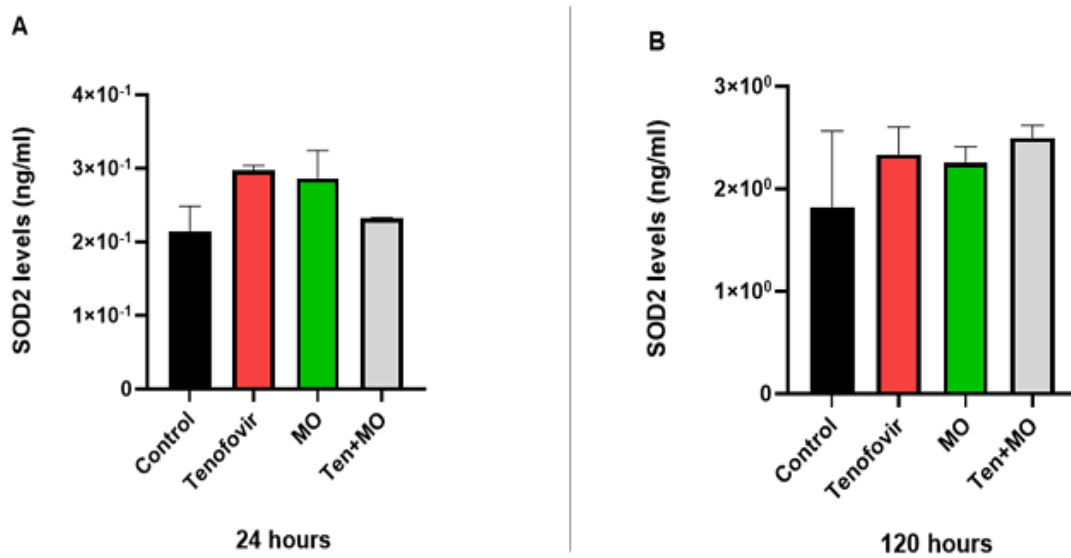 A
SOD2 levels (ng/ml)
4×10⁻¹
3×10⁻¹
2×10⁻¹
1×10⁻¹
0
Control
Tenofovir
MO
Ten+MO
24 hours
B
SOD2 levels (ng/ml)
3×10⁰
2×10⁰
1×10⁰
0
Control
Tenofovir
MO
Ten+MO
120 hours